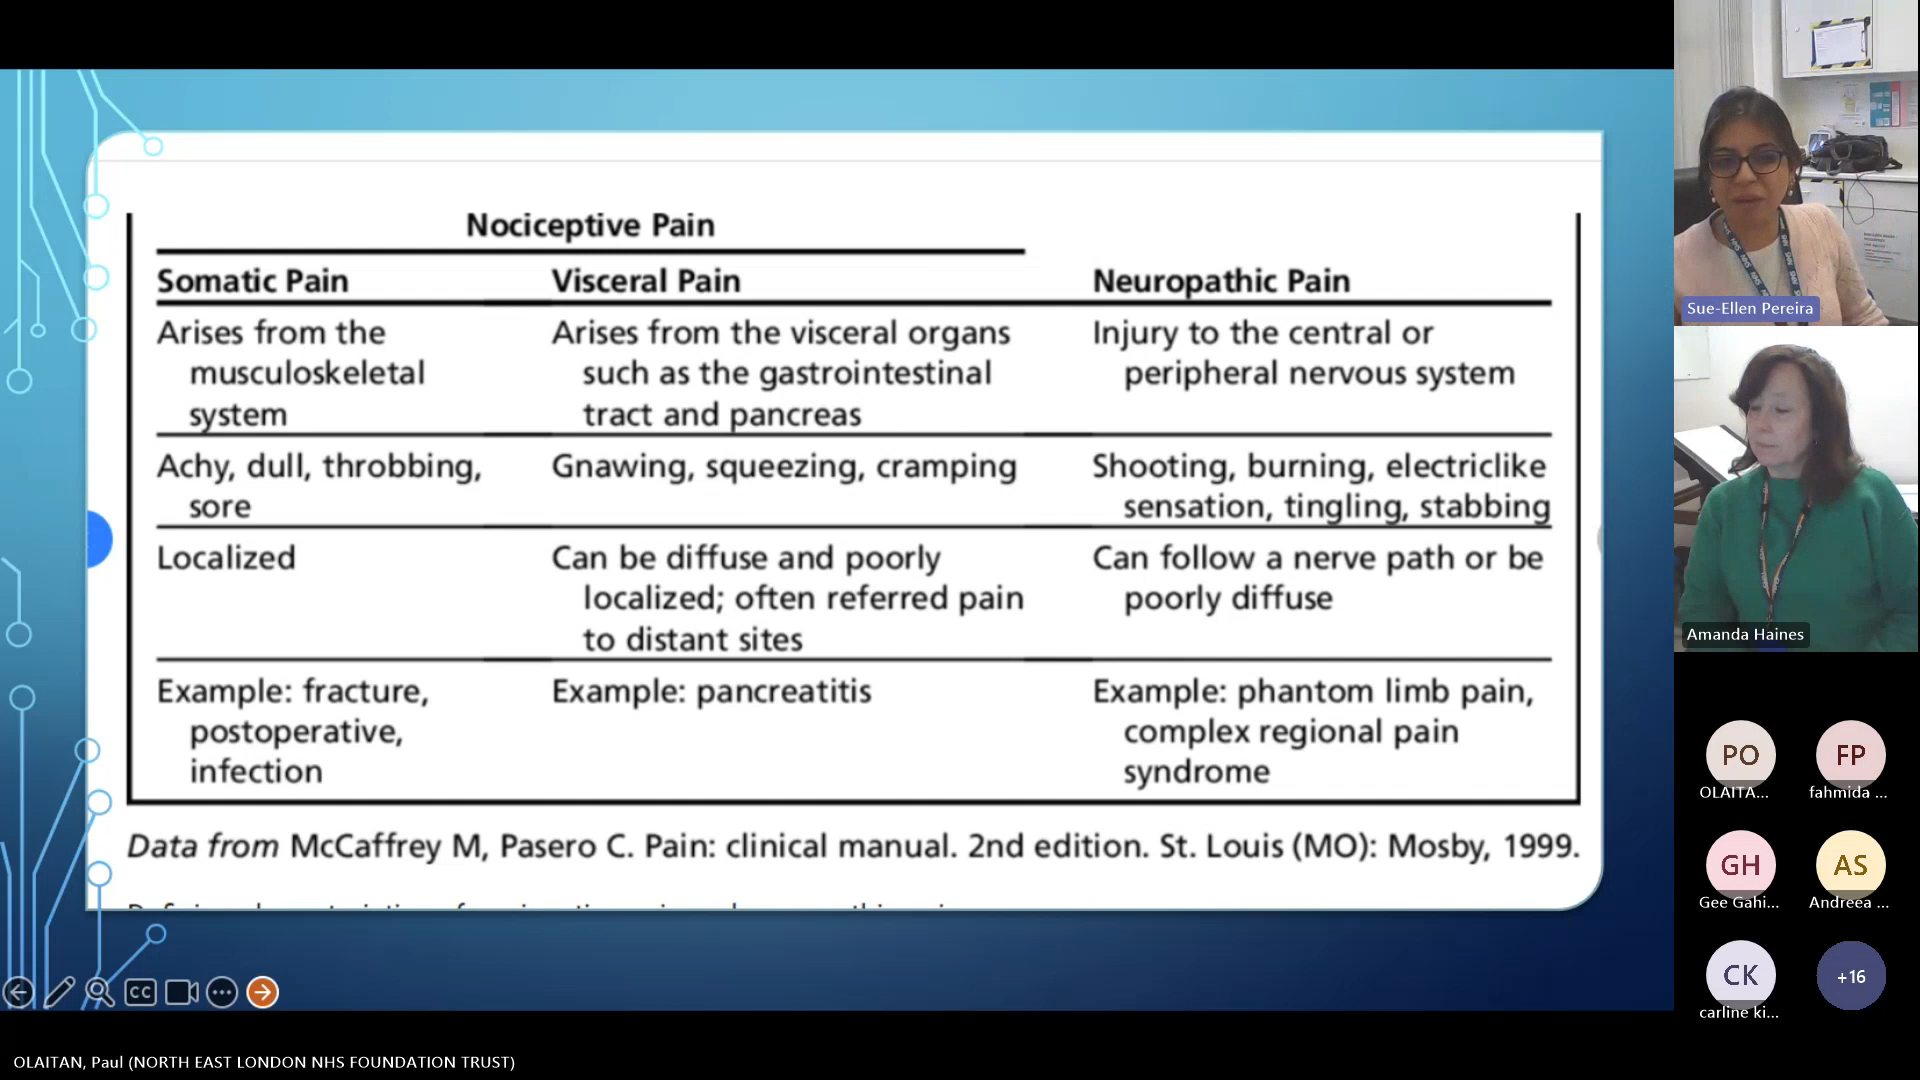 Nociceptive Pain
Somatic Pain
Visceral Pain
Neuropathic Pain
Arises from the
musculoskeletal
system
Arises from the visceral organs
such as the gastrointestinal
tract and pancreas
Injury to the central or
peripheral nervous system
Achy, dull, throbbing,
sore
Gnawing, squeezing, cramping
Shooting, burning, electriclike
sensation, tingling, stabbing
Localized
Can be diffuse and poorly
localized; often referred pain
to distant sites
Can follow a nerve path or be
poorly diffuse
Example: fracture,
postoperative,
infection
Example: pancreatitis
Example: phantom limb pain,
complex regional pain
syndrome
Data from McCaffrey M, Pasero C. Pain: clinical manual. 2nd edition. St. Louis (MO): Mosby, 1999.
CC
OLAITAN, Paul (NORTH EAST LONDON NHS FOUNDATION TRUST)
Sue-Ellen Pereira
Amanda Haines
PO
OLAITA...
FP
fahmida ...
GH
Gee Gahi...
AS
Andreea ...
CK
carline ki...
+16